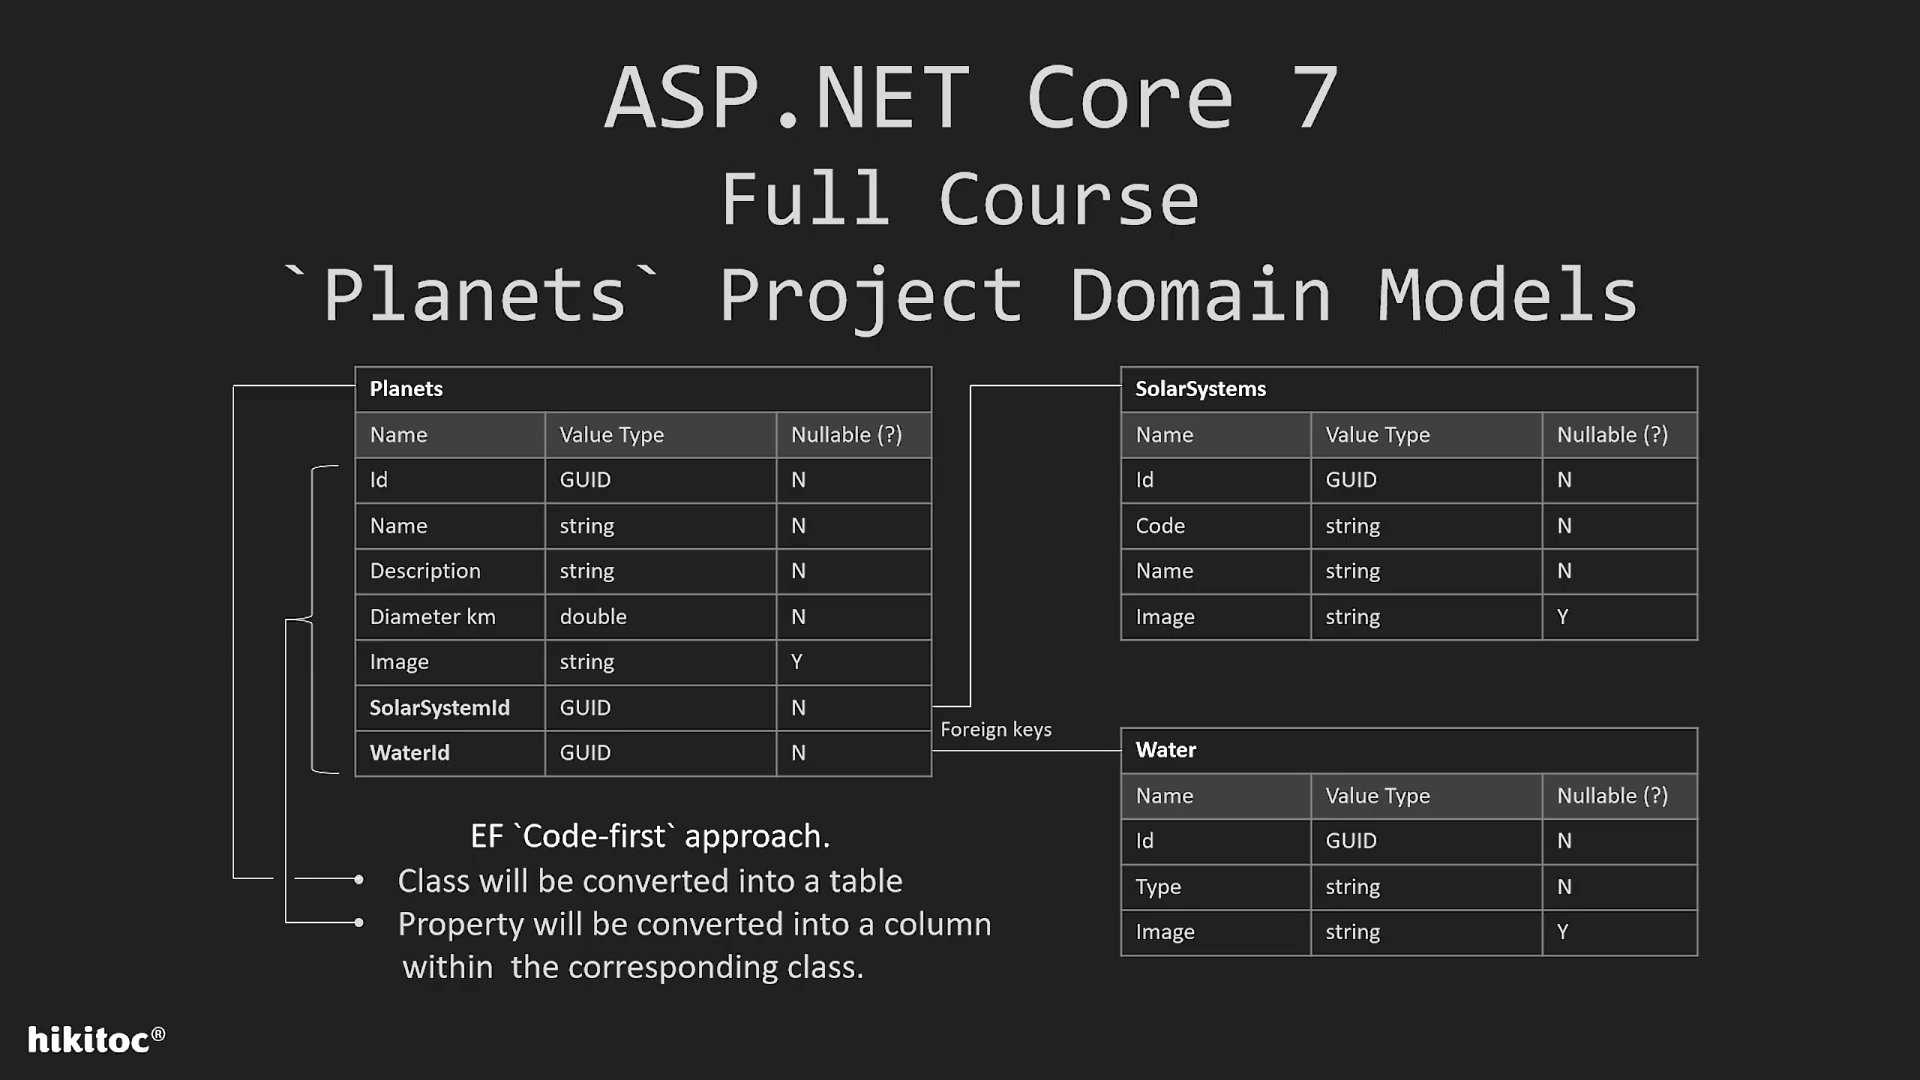 ASP.NET Core 7
Full Course
`Planets` Project Domain Models
Planets
Name Value Type Nullable (?)
Id GUID N
Name string N
Description string N
Diameter km double N
Image string Y
SolarSystemId GUID N
WaterId GUID N
Foreign keys
SolarSystems
Name Value Type Nullable (?)
Id GUID N
Code string N
Name string N
Image string Y
Water
Name Value Type Nullable (?)
Id GUID N
Type string N
Image string Y
EF `Code-first` approach.
• Class will be converted into a table
• Property will be converted into a column
within the corresponding class.
hikitoc®